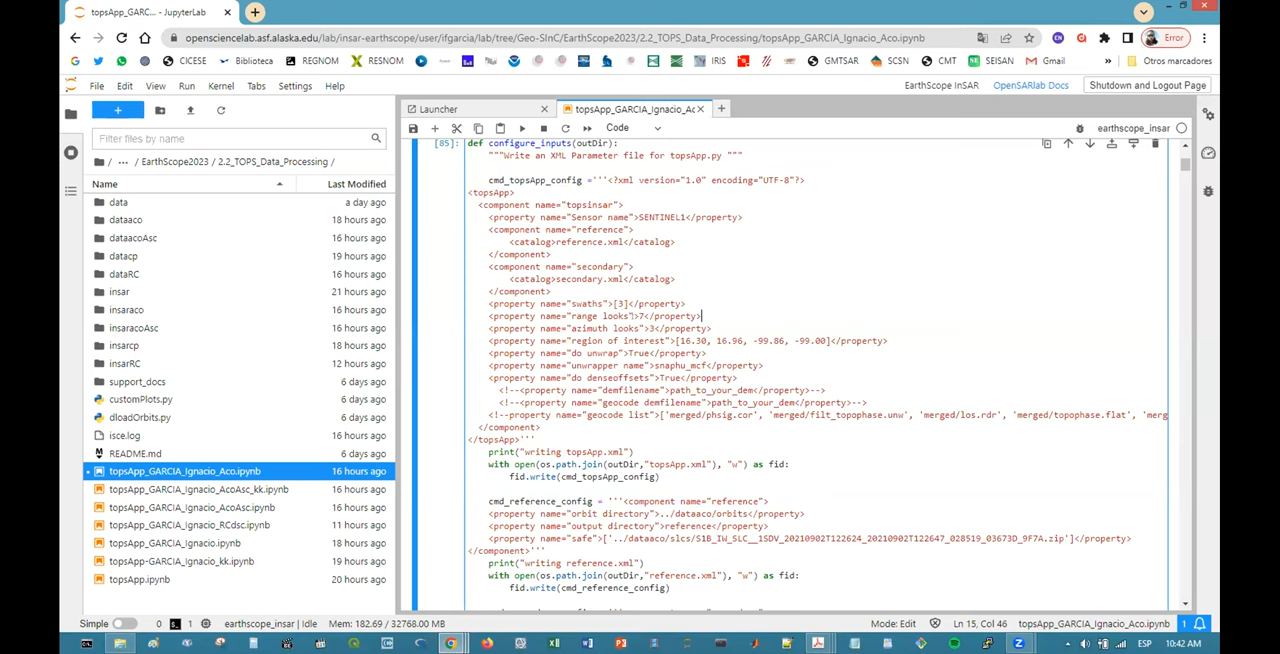 topsApp_GARC... - JupyterLab
opensciencelab.asf.alaska.edu/lab/insar-earthscope/user/ifgarcia/lab/tree/Geo-SInC/EarthScope2023/2.2_TOPS_Data_Processing/topsApp_GARCIA_Ignacio_Aco.ipynb
Error
CICESE Biblioteca REGNOM RESNOM IRIS GMTSAR SCSN CMT SEISAN Gmail » Otros marcadores
File Edit View Run Kernel Tabs Settings Help
EarthScope InSAR OpenSARlab Docs Shutdown and Logout Page
Launcher
topsApp_GARCIA_Ignacio_Ac
Code
earthscope_insar
Filter files by name
/ ··· / EarthScope2023 / 2.2_TOPS_Data_Processing /
Name Last Modified
data a day ago
dataaco 18 hours ago
dataacoAsc 16 hours ago
datacp 19 hours ago
dataRC 16 hours ago
insar 21 hours ago
insaraco 16 hours ago
insaracoAsc 16 hours ago
insarcp 16 hours ago
insarRC 12 hours ago
support_docs 6 days ago
customPlots.py 6 days ago
dloadOrbits.py 6 days ago
isce.log 16 hours ago
README.md 6 days ago
topsApp_GARCIA_Ignacio_Aco.ipynb 16 hours ago
topsApp_GARCIA_Ignacio_AcoAsc_kk.ipynb 16 hours ago
topsApp_GARCIA_Ignacio_AcoAsc.ipynb 16 hours ago
topsApp_GARCIA_Ignacio_RCdsc.ipynb 11 hours ago
topsApp_GARCIA_Ignacio.ipynb 18 hours ago
topsApp-GARCIA_Ignacio_kk.ipynb 19 hours ago
topsApp.ipynb 20 hours ago
[85]: def configure_inputs(outDir):
"""Write an XML Parameter file for topsApp.py """
cmd_topsApp_config ='''<?xml version="1.0" encoding="UTF-8"?>
<topsApp>
<component name="topsinsar">
<property name="Sensor name">SENTINEL1</property>
<component name="reference">
<catalog>reference.xml</catalog>
</component>
<component name="secondary">
<catalog>secondary.xml</catalog>
</component>
<property name="swaths">[3]</property>
<property name="range looks">7</property>
<property name="azimuth looks">3</property>
<property name="region of interest">[16.30, 16.96, -99.86, -99.00]</property>
<property name="do unwrap">True</property>
<property name="unwrapper name">snaphu_mcf</property>
<property name="do denseoffsets">True</property>
<!--<property name="demfilename">path_to_your_dem</property>-->
<!--<property name="geocode demfilename">path_to_your_dem</property>-->
<!--property name="geocode list">['merged/phsig.cor', 'merged/filt_topophase.unw', 'merged/los.rdr', 'merged/topophase.flat', 'merg
</component>
</topsApp>'''
print("writing topsApp.xml")
with open(os.path.join(outDir,"topsApp.xml"), "w") as fid:
fid.write(cmd_topsApp_config)
cmd_reference_config = '''<component name="reference">
<property name="orbit directory">../dataaco/orbits</property>
<property name="output directory">reference</property>
<property name="safe">['../dataaco/slcs/S1B_IW_SLC__1SDV_20210902T122624_20210902T122647_028519_03673D_9F7A.zip']</property>
</component>'''
print("writing reference.xml")
with open(os.path.join(outDir,"reference.xml"), "w") as fid:
fid.write(cmd_reference_config)
Simple 0 1 earthscope_insar | Idle Mem: 182.69 / 32768.00 MB
Mode: Edit Ln 15, Col 46 topsApp_GARCIA_Ignacio_Aco.ipynb 1
ESP 10:42 AM